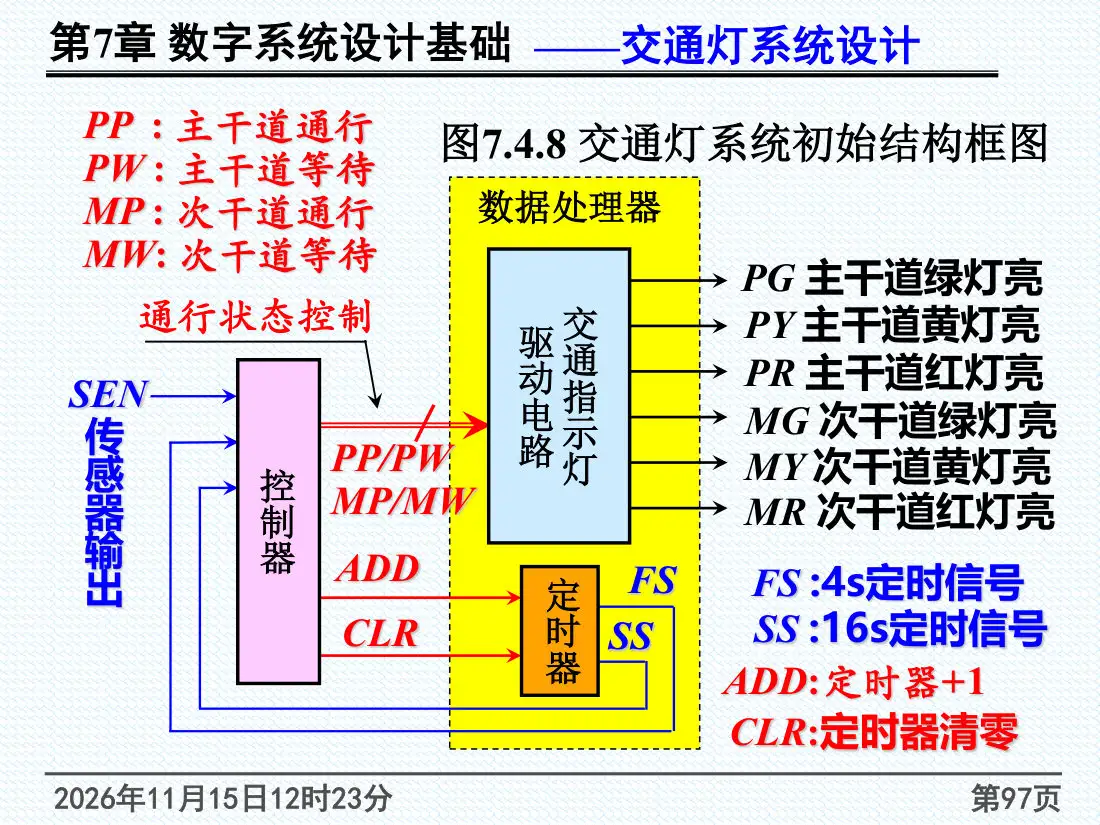 第7章 数字系统设计基础 ——交通灯系统设计
PP : 主干道通行
PW : 主干道等待
MP : 次干道通行
MW: 次干道等待
图7.4.8 交通灯系统初始结构框图
数据处理器
通行状态控制
SEN
传感器输出
控制器
PP/PW
MP/MW
ADD
CLR
交通指示灯
驱动电路
定时器
FS
SS
PG 主干道绿灯亮
PY 主干道黄灯亮
PR 主干道红灯亮
MG 次干道绿灯亮
MY 次干道黄灯亮
MR 次干道红灯亮
FS :4s定时信号
SS :16s定时信号
ADD:定时器+1
CLR:定时器清零
2026年11月15日12时23分
第97页